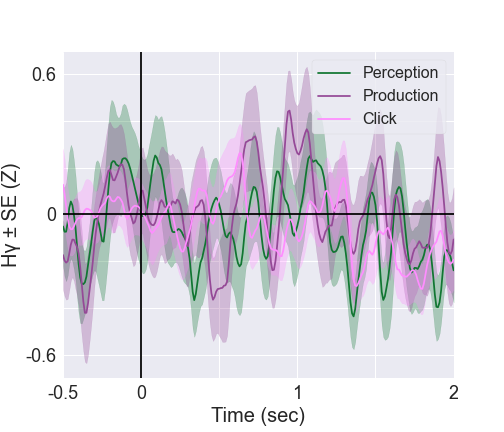 Perception
Production
Click
0.6
0
-0.6
Hγ ± SE (Z)
-0.5
0
1
2
Time (sec)